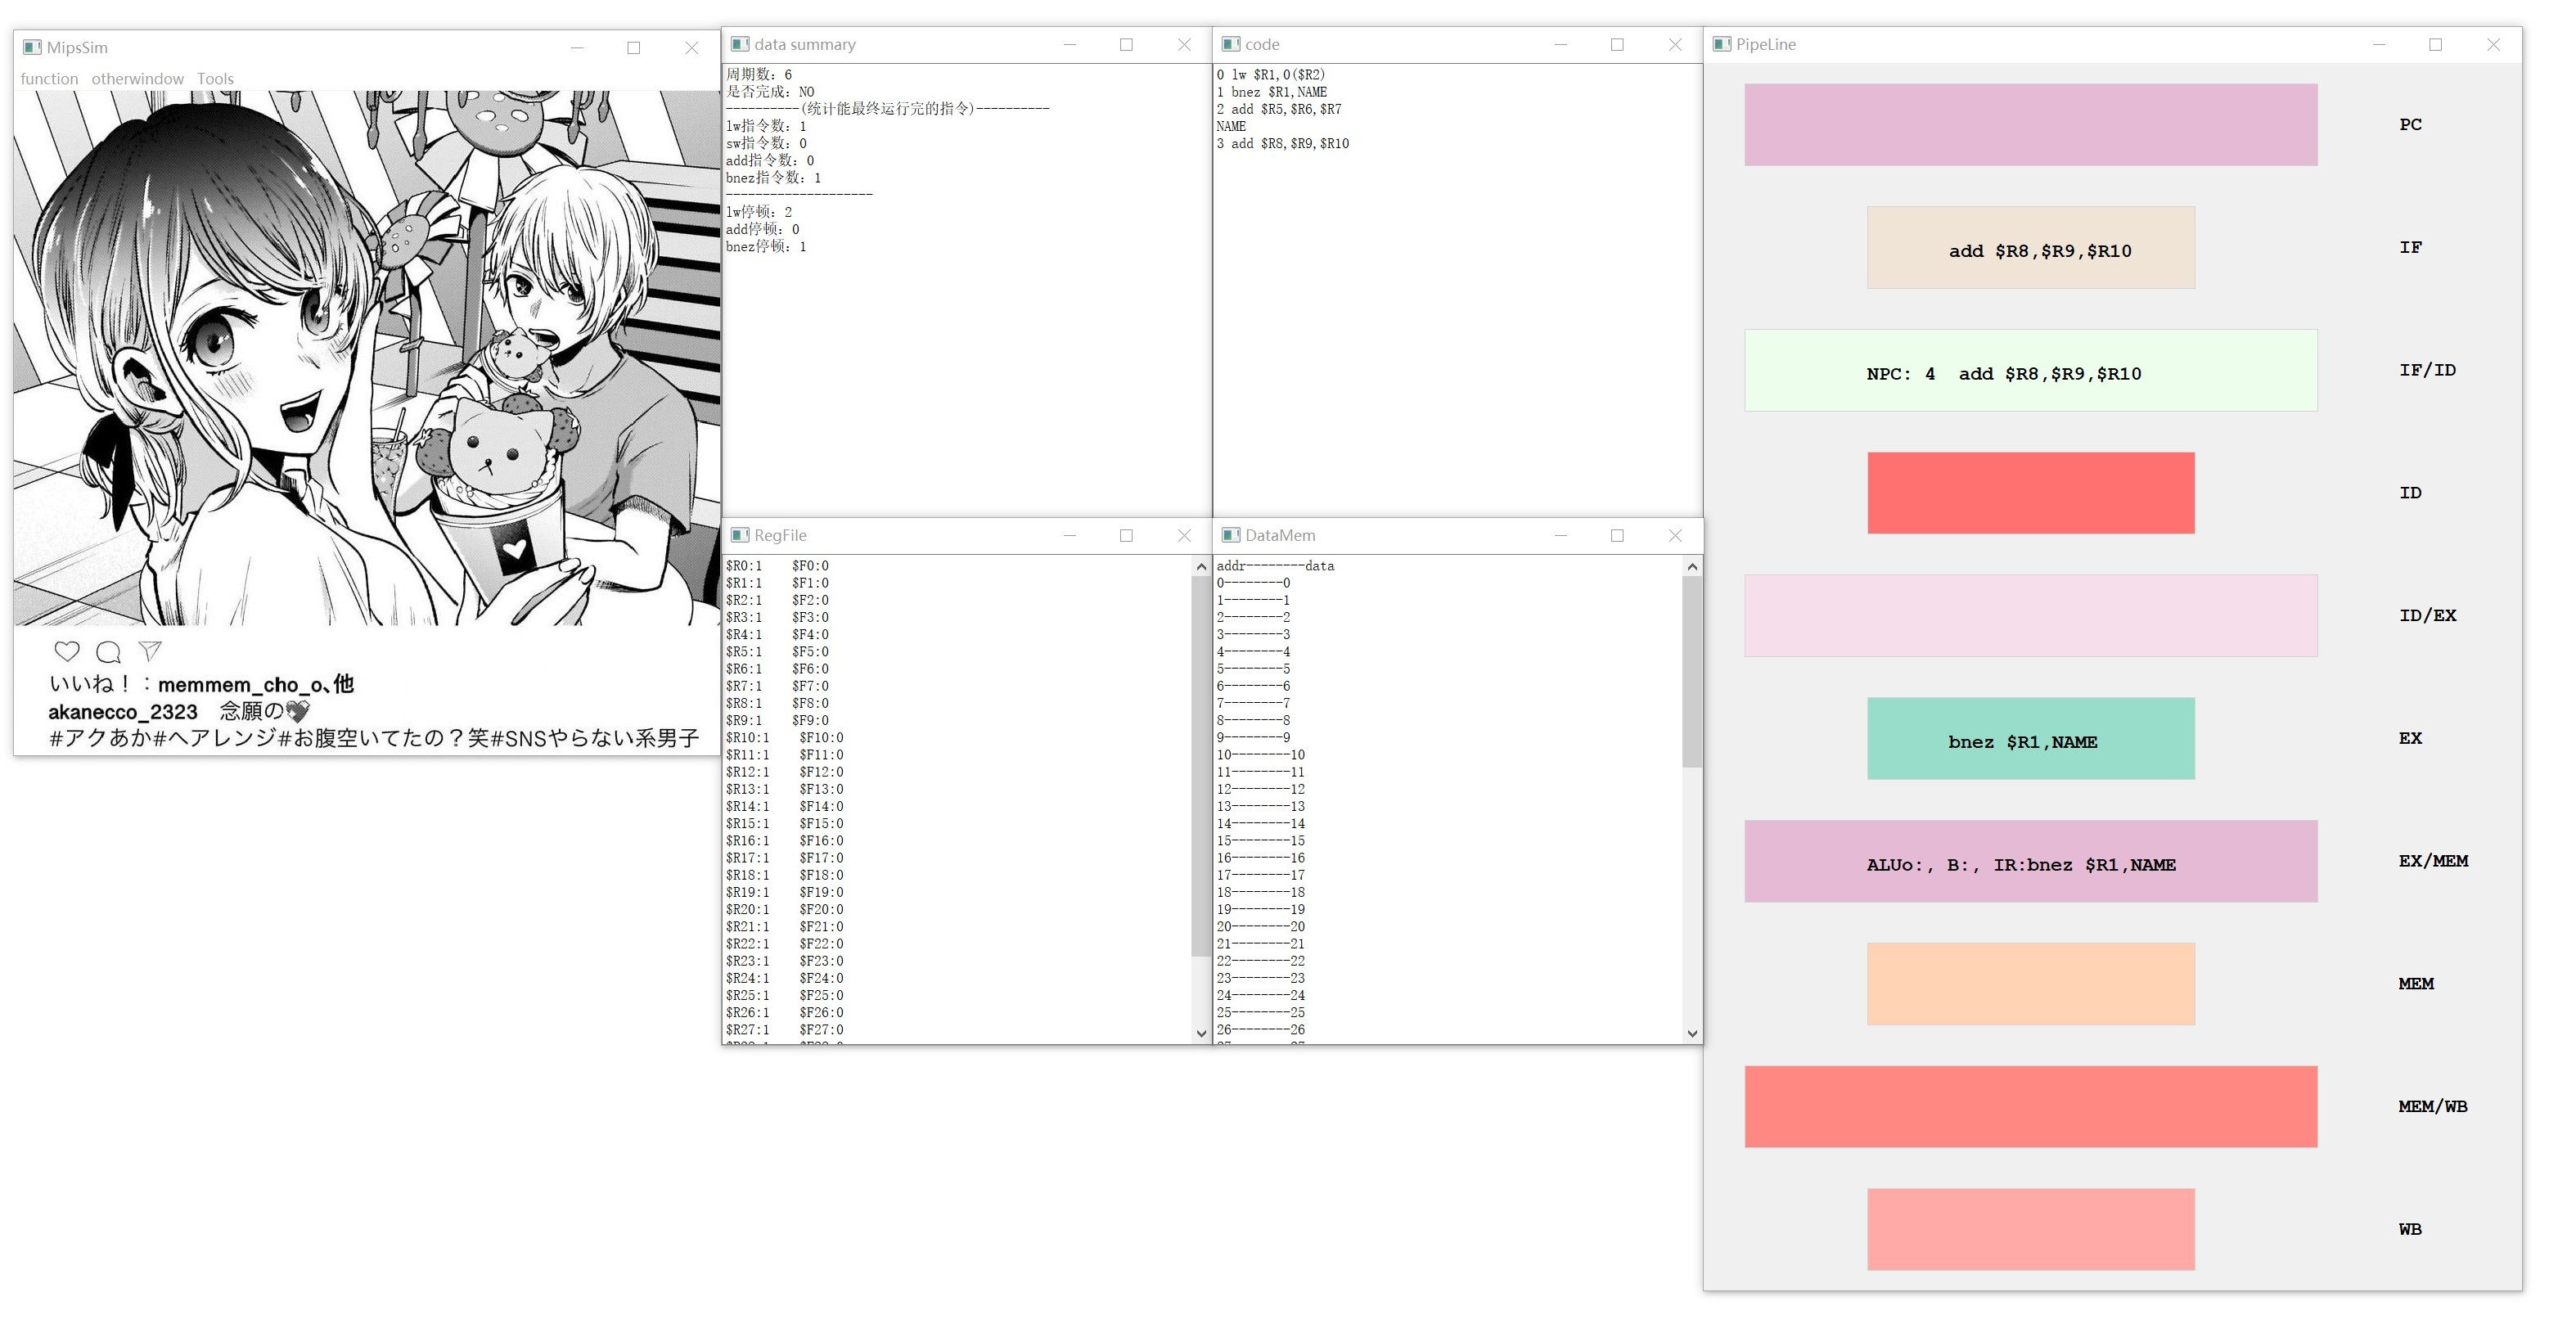 MipsSim
function otherwindow Tools
いいね！：memmem_cho_o、他
akanecco_2323 念願の💖
#アクあか#ヘアレンジ#お腹空いてたの？笑#SNSやらない系男子
data summary
周期数：6
是否完成：NO
----------(统计能最终运行完的指令)----------
lw指令数：1
sw指令数：0
add指令数：0
bnez指令数：1
--------------------
lw停顿：2
add停顿：0
bnez停顿：1
code
0 lw $R1,0($R2)
1 bnez $R1,NAME
2 add $R5,$R6,$R7
NAME
3 add $R8,$R9,$R10
RegFile
$R0:1 $F0:0
$R1:1 $F1:0
$R2:1 $F2:0
$R3:1 $F3:0
$R4:1 $F4:0
$R5:1 $F5:0
$R6:1 $F6:0
$R7:1 $F7:0
$R8:1 $F8:0
$R9:1 $F9:0
$R10:1 $F10:0
$R11:1 $F11:0
$R12:1 $F12:0
$R13:1 $F13:0
$R14:1 $F14:0
$R15:1 $F15:0
$R16:1 $F16:0
$R17:1 $F17:0
$R18:1 $F18:0
$R19:1 $F19:0
$R20:1 $F20:0
$R21:1 $F21:0
$R22:1 $F22:0
$R23:1 $F23:0
$R24:1 $F24:0
$R25:1 $F25:0
$R26:1 $F26:0
$R27:1 $F27:0
DataMem
addr--------data
0--------0
1--------1
2--------2
3--------3
4--------4
5--------5
6--------6
7--------7
8--------8
9--------9
10--------10
11--------11
12--------12
13--------13
14--------14
15--------15
16--------16
17--------17
18--------18
19--------19
20--------20
21--------21
22--------22
23--------23
24--------24
25--------25
26--------26
PipeLine
PC
add $R8,$R9,$R10 IF
NPC: 4 add $R8,$R9,$R10 IF/ID
ID
ID/EX
bnez $R1,NAME EX
ALUo:, B:, IR:bnez $R1,NAME EX/MEM
MEM
MEM/WB
WB